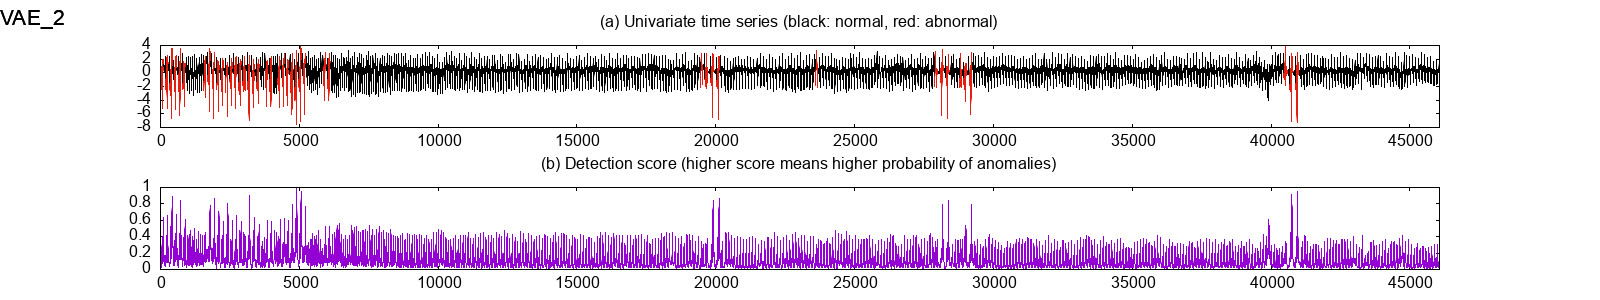 VAE_2
(a) Univariate time series (black: normal, red: abnormal)
4
2
0
-2
-4
-6
-8
0 5000 10000 15000 20000 25000 30000 35000 40000 45000
(b) Detection score (higher score means higher probability of anomalies)
1
0.8
0.6
0.4
0.2
0
0 5000 10000 15000 20000 25000 30000 35000 40000 45000